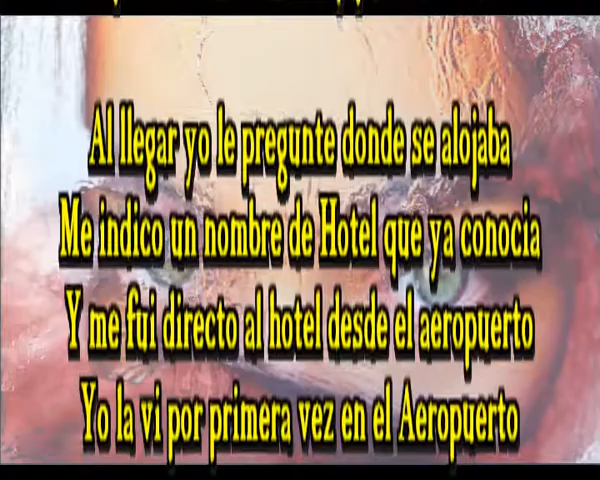 Al llegar yo le pregunte donde se alojaba
Me indico un nombre de Hotel que ya conocia
Y me fui directo al hotel desde el aeropuerto
Yo la vi por primera vez en el Aeropuerto